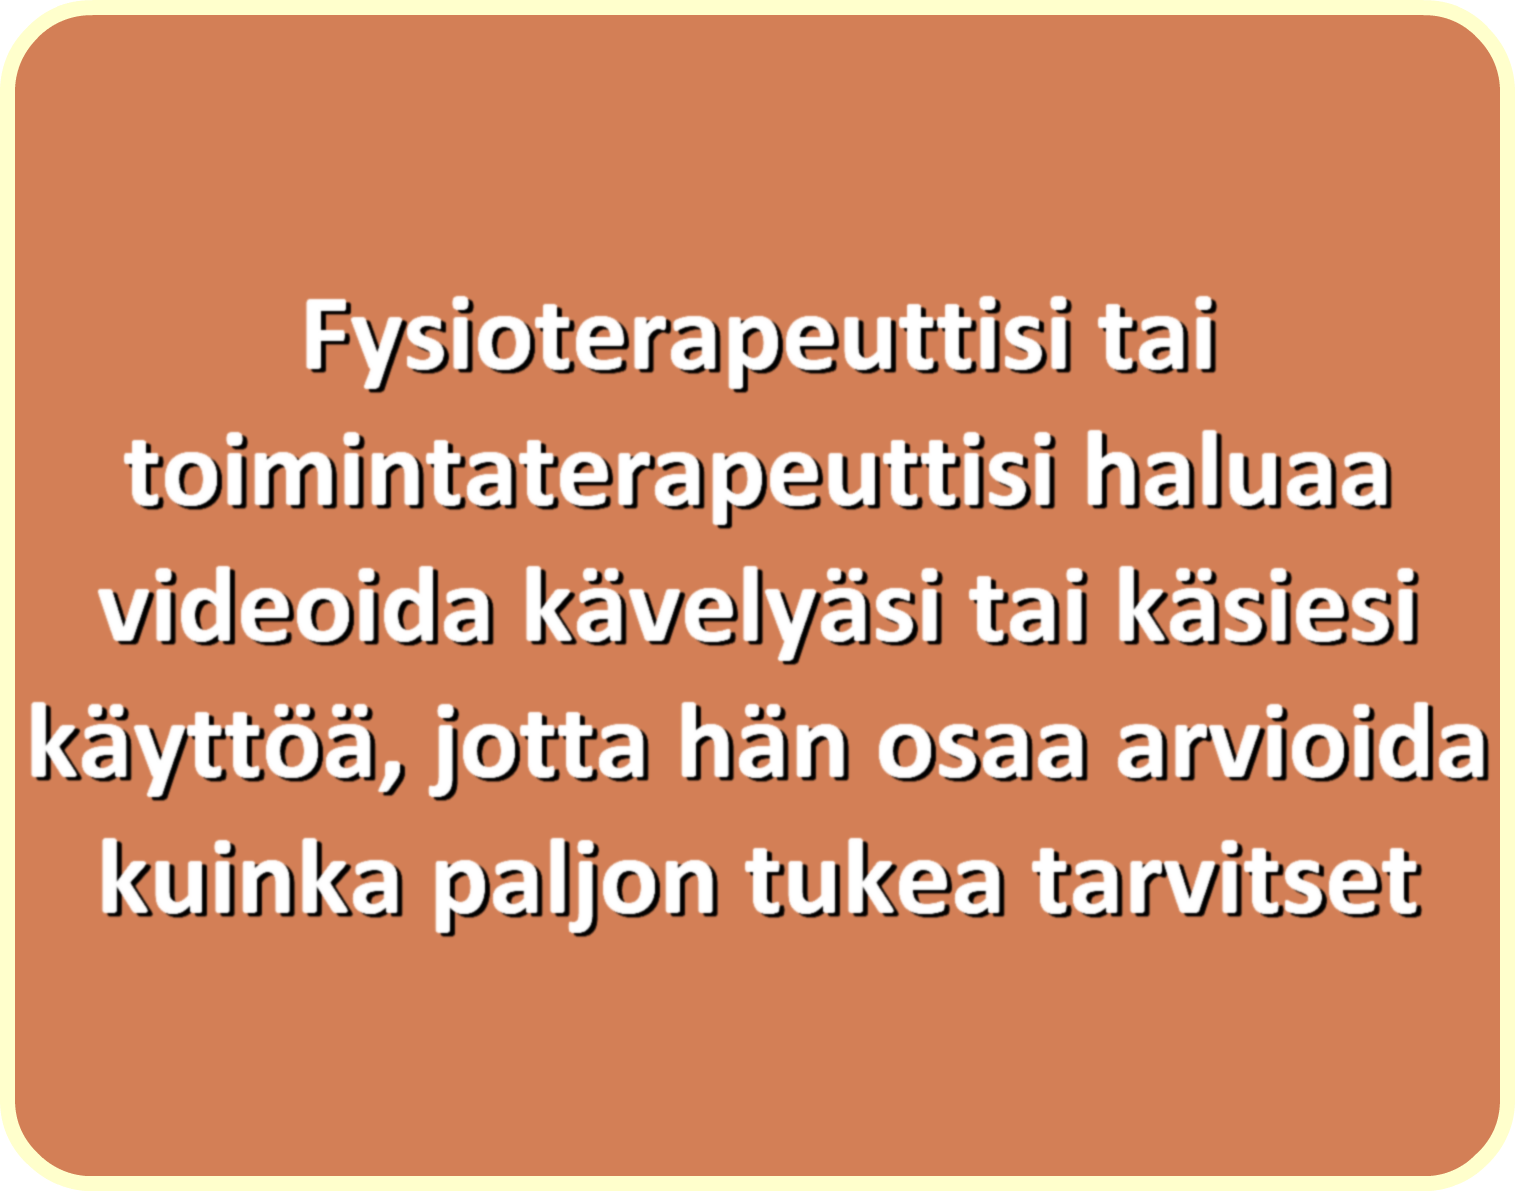 Fysioterapeuttisi tai
toimintaterapeuttisi haluaa
videoida kävelyäsi tai käsiesi
käyttöä, jotta hän osaa arvioida
kuinka paljon tukea tarvitset